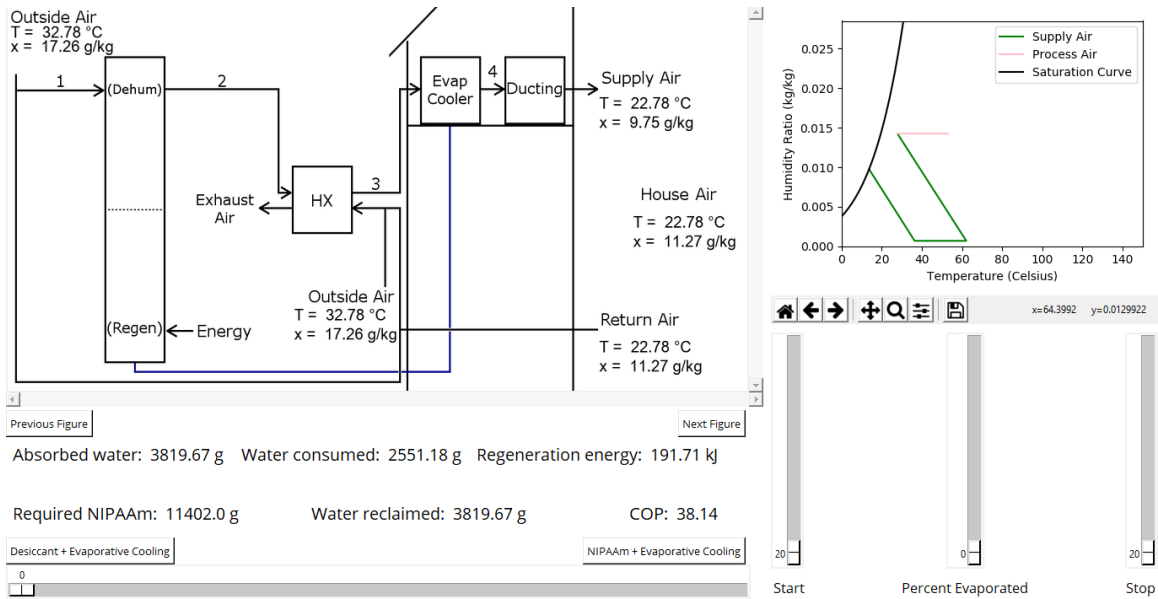 Outside Air
T = 32.78 °C
x = 17.26 g/kg
1
(Dehum)
2
Evap
Cooler
4
Ducting
Supply Air
T = 22.78 °C
x = 9.75 g/kg
Exhaust
Air
HX
3
House Air
T = 22.78 °C
x = 11.27 g/kg
Outside Air
T = 32.78 °C
x = 17.26 g/kg
(Regen)
Energy
Return Air
T = 22.78 °C
x = 11.27 g/kg
Previous Figure
Next Figure
Absorbed water: 3819.67 g Water consumed: 2551.18 g Regeneration energy: 191.71 kJ
Required NIPAAm: 11402.0 g Water reclaimed: 3819.67 g COP: 38.14
Desiccant + Evaporative Cooling
NIPAAm + Evaporative Cooling
0
Supply Air
Process Air
Saturation Curve
Humidity Ratio (kg/kg)
0.025
0.020
0.015
0.010
0.005
0.000
0 20 40 60 80 100 120 140
Temperature (Celsius)
x=64.3992 y=0.0129922
20
0
20
Start
Percent Evaporated
Stop